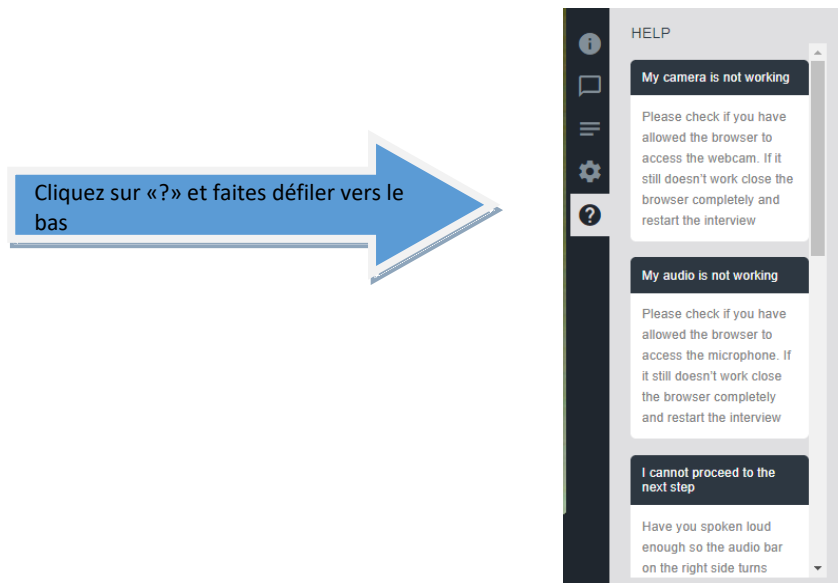 Cliquez sur «?» et faites défiler vers le
bas
HELP
My camera is not working
Please check if you have
allowed the browser to
access the webcam. If it
still doesn't work close the
browser completely and
restart the interview
My audio is not working
Please check if you have
allowed the browser to
access the microphone. If
it still doesn't work close
the browser completely
and restart the interview
I cannot proceed to the
next step
Have you spoken loud
enough so the audio bar
on the right side turns